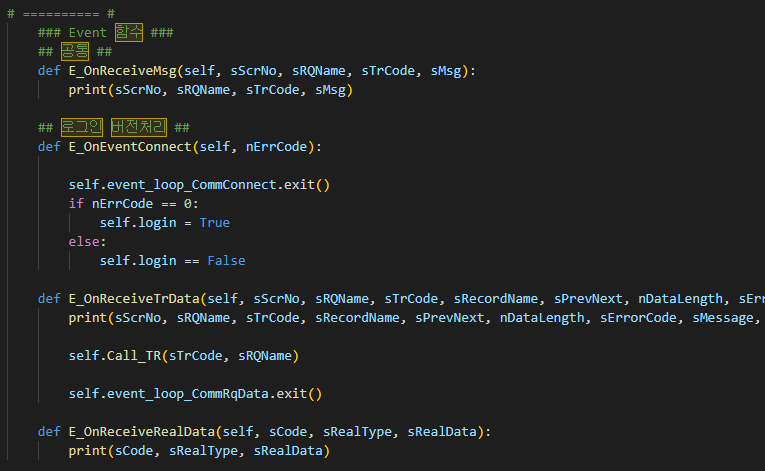 # ========== #
### Event 함수 ###
## 공통 ##
def E_OnReceiveMsg(self, sScrNo, sRQName, sTrCode, sMsg):
print(sScrNo, sRQName, sTrCode, sMsg)
## 로그인 버전처리 ##
def E_OnEventConnect(self, nErrCode):
self.event_loop_CommConnect.exit()
if nErrCode == 0:
self.login = True
else:
self.login == False
def E_OnReceiveTrData(self, sScrNo, sRQName, sTrCode, sRecordName, sPrevNext, nDataLength, sErr
print(sScrNo, sRQName, sTrCode, sRecordName, sPrevNext, nDataLength, sErrorCode, sMessage,
self.Call_TR(sTrCode, sRQName)
self.event_loop_CommRqData.exit()
def E_OnReceiveRealData(self, sCode, sRealType, sRealData):
print(sCode, sRealType, sRealData)